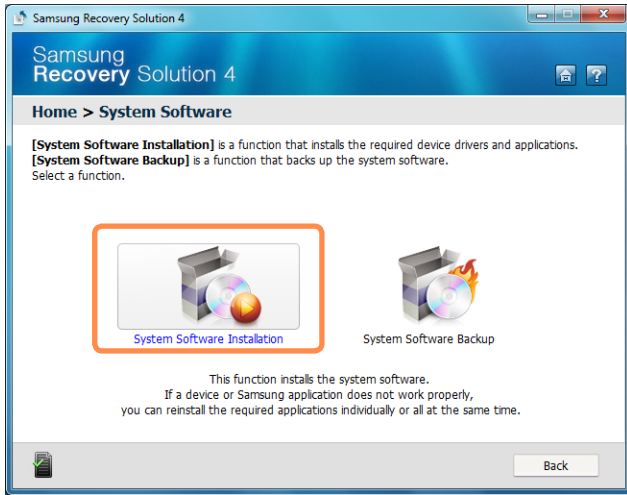 Samsung Recovery Solution 4
Samsung
Recovery Solution 4
Home > System Software
[System Software Installation] is a function that installs the required device drivers and applications.
[System Software Backup] is a function that backs up the system software.
Select a function.
System Software Installation
System Software Backup
This function installs the system software.
If a device or Samsung application does not work properly,
you can reinstall the required applications individually or all at the same time.
Back